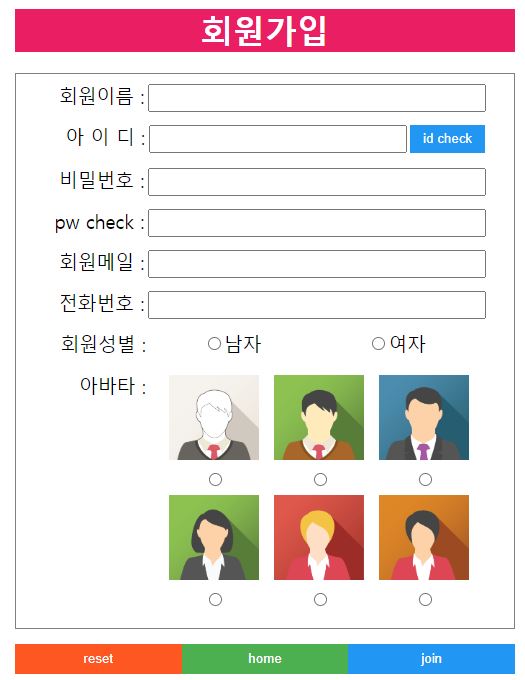 회원가입
회원이름 :
아 이 디 : id check
비밀번호 :
pw check :
회원메일 :
전화번호 :
회원성별 : 남자 여자
아바타 :
reset home join